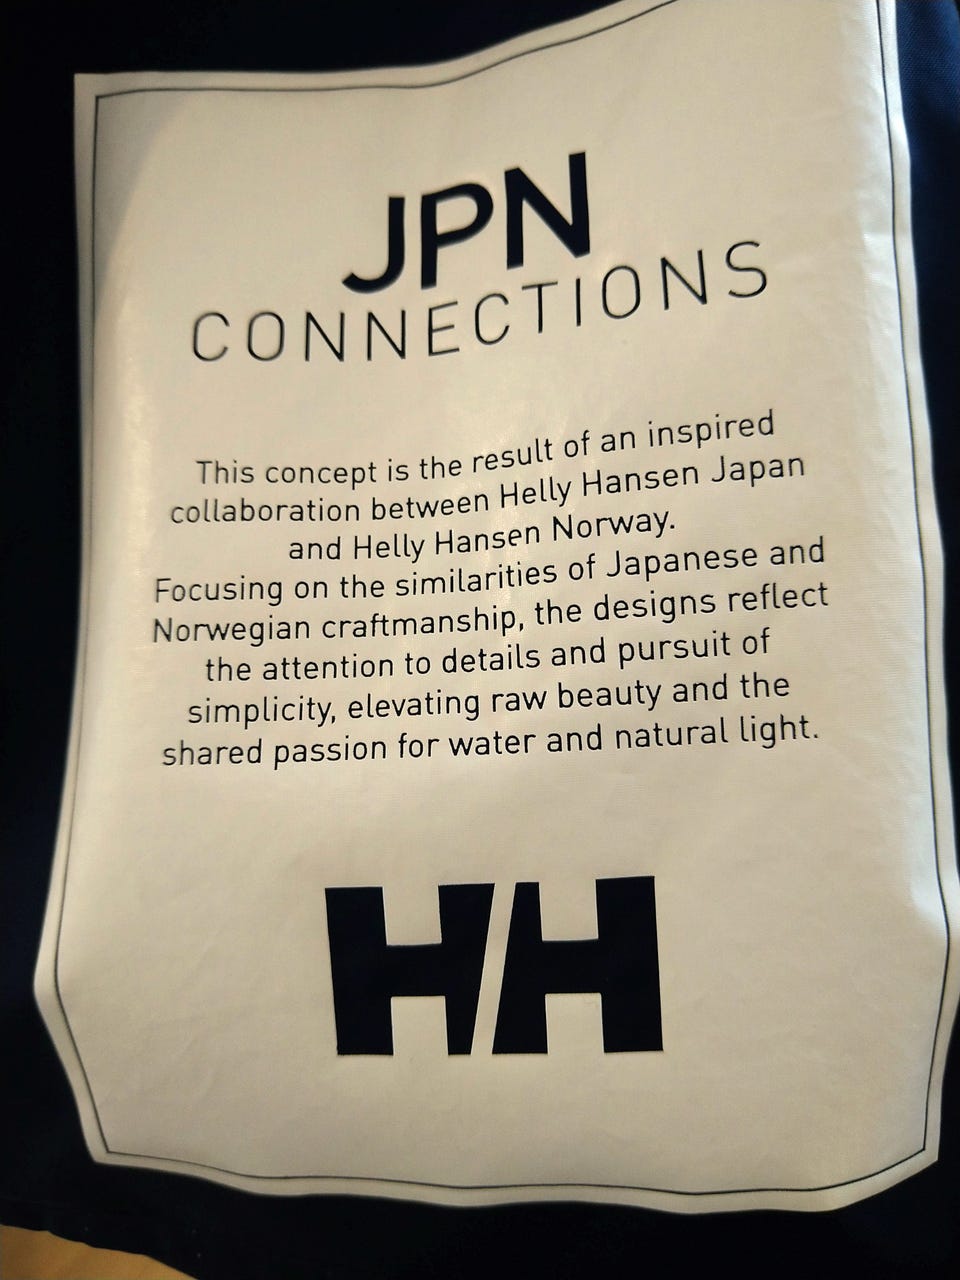 JPN
CONNECTIONS
This concept is the result of an inspired
collaboration between Helly Hansen Japan
and Helly Hansen Norway.
Focusing on the similarities of Japanese and
Norwegian craftmanship, the designs reflect
the attention to details and pursuit of
simplicity, elevating raw beauty and the
shared passion for water and natural light.
HH